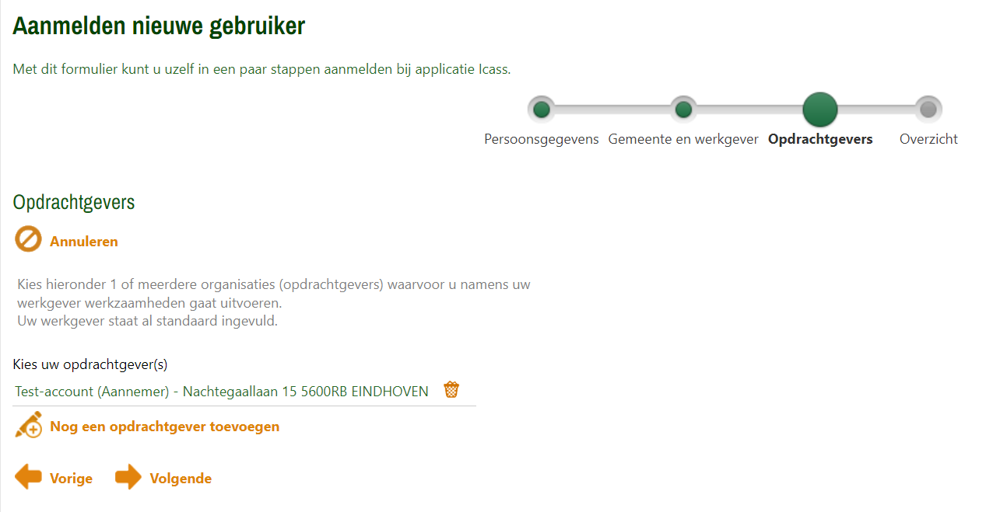 Aanmelden nieuwe gebruiker
Met dit formulier kunt u uzelf in een paar stappen aanmelden bij applicatie Icass.
Persoonsgegevens Gemeente en werkgever Opdrachtgevers Overzicht
Opdrachtgevers
Annuleren
Kies hieronder 1 of meerdere organisaties (opdrachtgevers) waarvoor u namens uw
werkgever werkzaamheden gaat uitvoeren.
Uw werkgever staat al standaard ingevuld.
Kies uw opdrachtgever(s)
Test-account (Aannemer) - Nachtegaallaan 15 5600RB EINDHOVEN
Nog een opdrachtgever toevoegen
Vorige Volgende